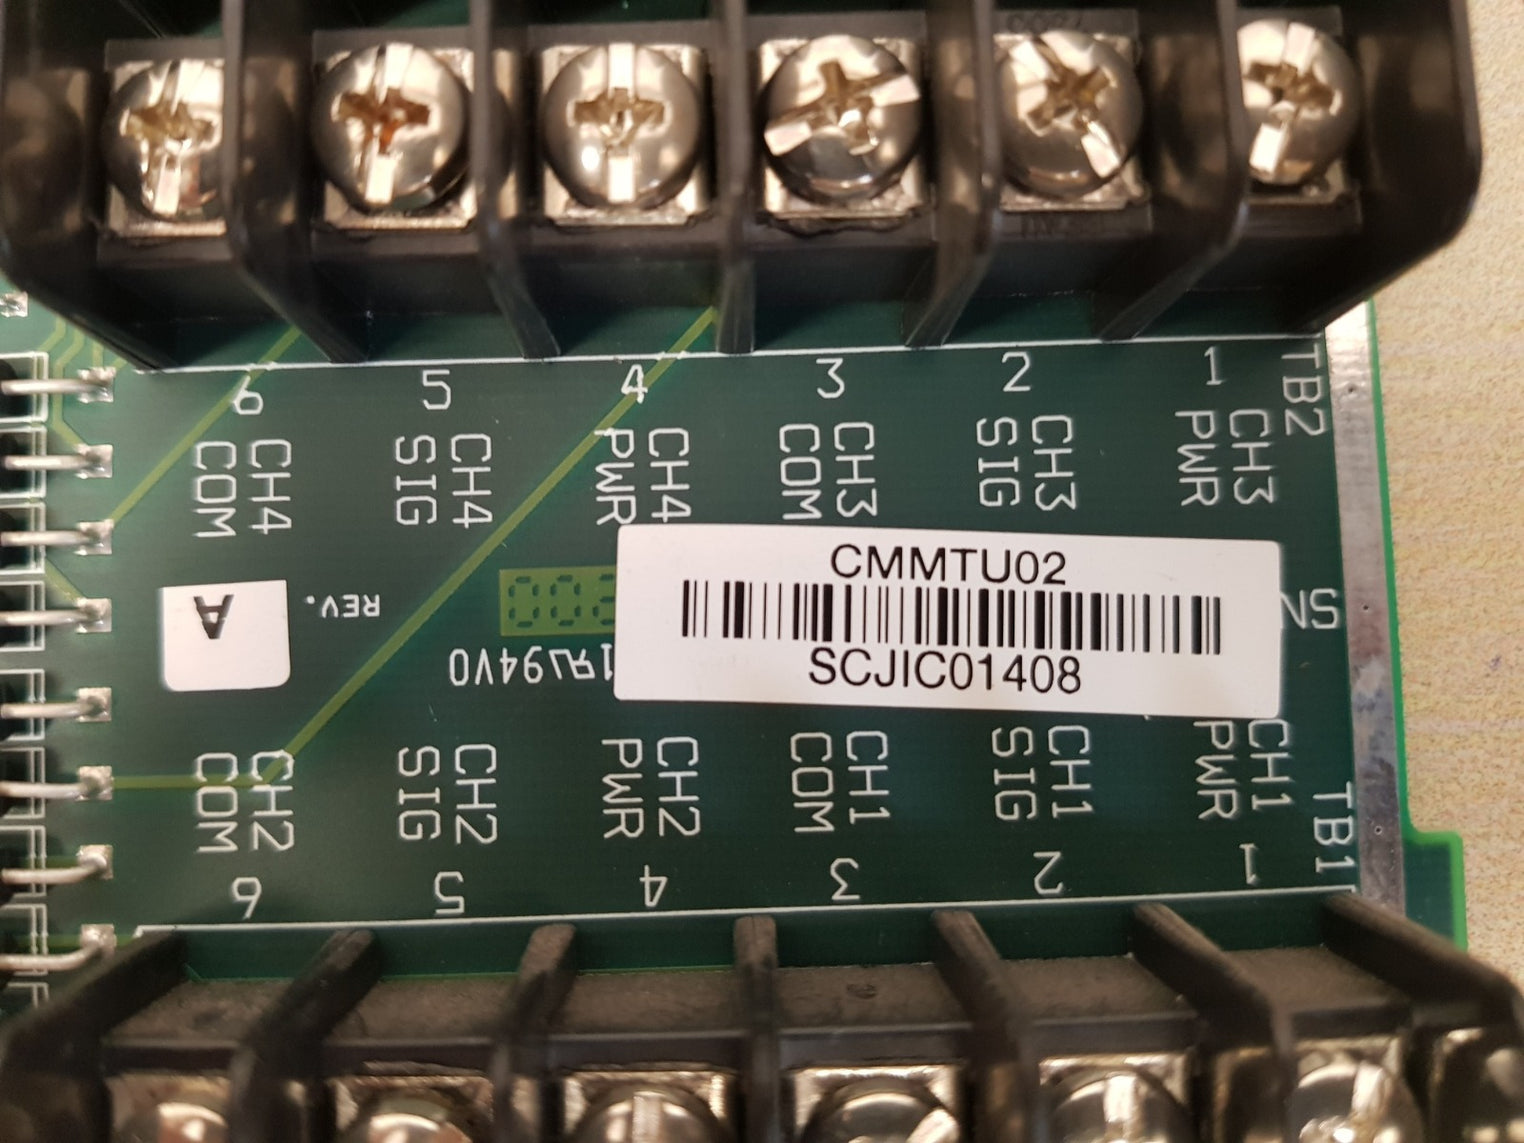 6 5 4 3 2 1
TB2
CH4
COM
CH4
SIG
CH4
PWR
CH3
COM
CH3
SIG
CH3
PWR
CMMTU02
SCJIC01408
SN
A
REV.
94V0
CH2
COM
CH2
SIG
CH2
PWR
CH1
COM
CH1
SIG
CH1
PWR
TB1
6 5 4 3 2 1